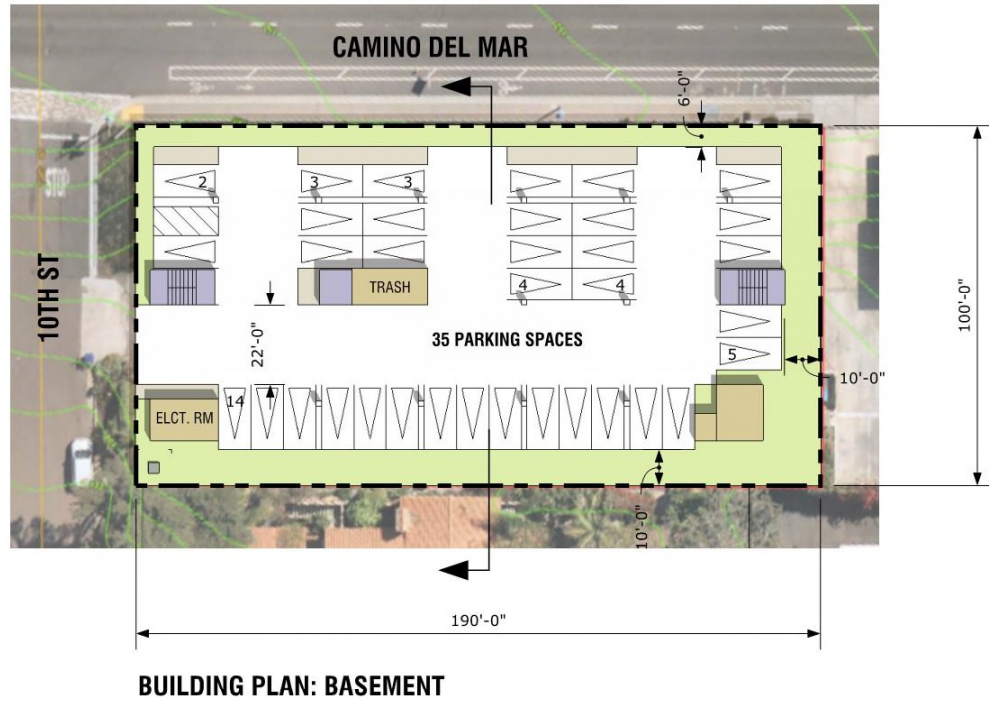 CAMINO DEL MAR
6'-0"
2
3
3
STOP
10TH ST
4
4
TRASH
100'-0"
22'-0"
35 PARKING SPACES
5
10'-0"
14
ELCT. RM
10'-0"
190'-0"
BUILDING PLAN: BASEMENT